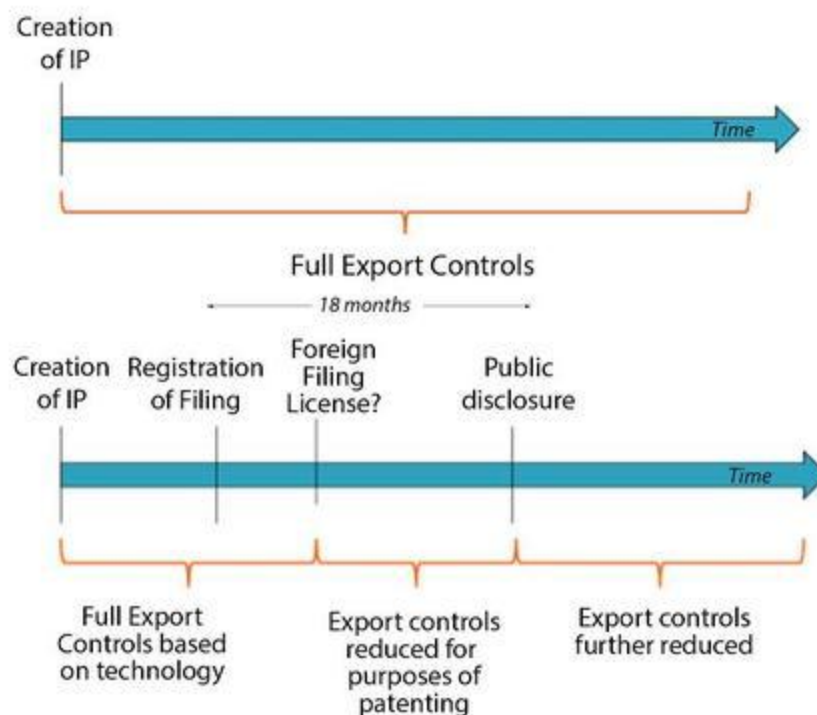 Creation
of IP
Time
Full Export Controls
18 months
Creation
of IP
Registration
of Filing
Foreign
Filing
License?
Public
disclosure
Time
Full Export
Controls based
on technology
Export controls
reduced for
purposes of
patenting
Export controls
further reduced